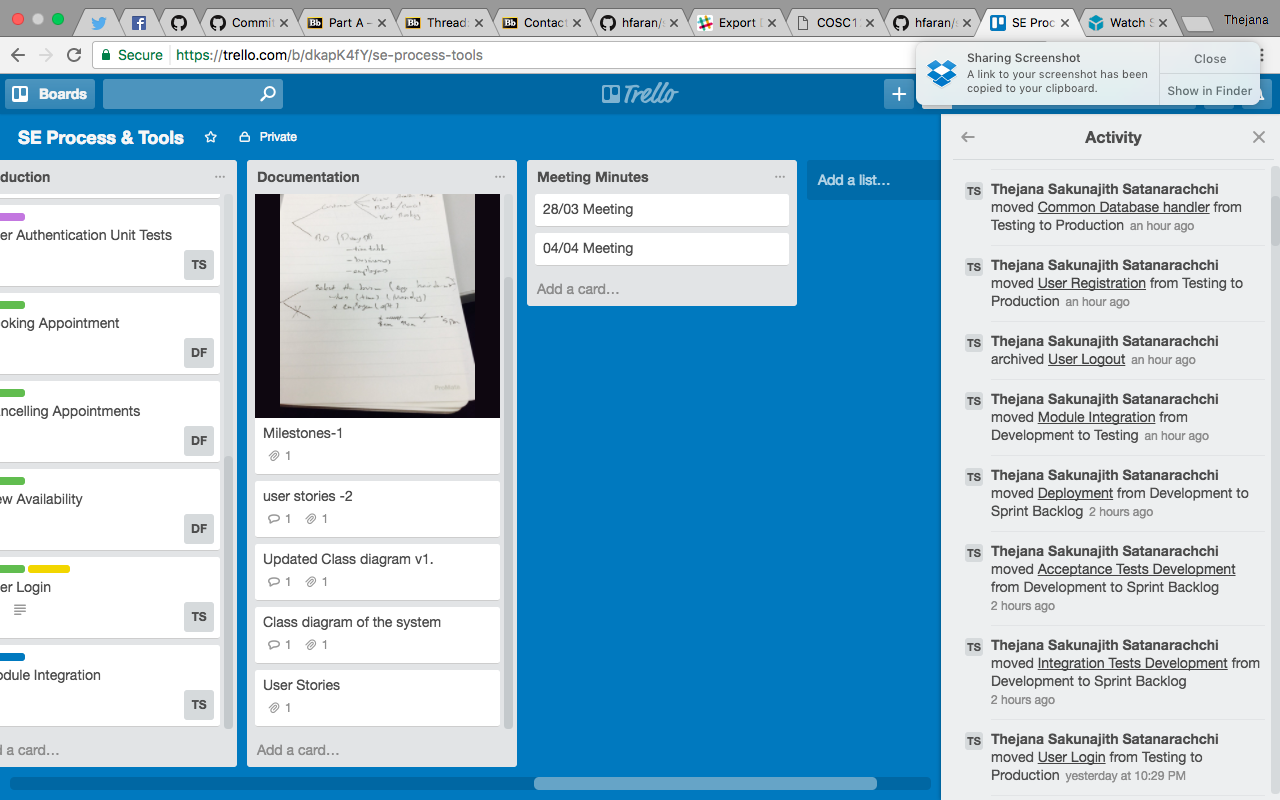 Commit
Part A –
Thread:
Contact
hfaran/s
Export
COSC1
hfaran/s
SE Proc
Watch S
Thejana
Secure
https://trello.com/b/dkapK4fY/se-process-tools
Sharing Screenshot
A link to your screenshot has been
copied to your clipboard.
Close
Show in Finder
Boards
Trello
SE Process & Tools
Private
duction
er Authentication Unit Tests
TS
oking Appointment
DF
ncelling Appointments
DF
ew Availability
DF
er Login
TS
odule Integration
TS
d a card…
Documentation
Milestones-1
1
user stories -2
1 1
Updated Class diagram v1.
1 1
Class diagram of the system
1 1
User Stories
1
Add a card…
Meeting Minutes
28/03 Meeting
04/04 Meeting
Add a card…
Add a list…
Activity
TS
Thejana Sakunajith Satanarachchi
moved Common Database handler from
Testing to Production an hour ago
TS
Thejana Sakunajith Satanarachchi
moved User Registration from Testing to
Production an hour ago
TS
Thejana Sakunajith Satanarachchi
archived User Logout an hour ago
TS
Thejana Sakunajith Satanarachchi
moved Module Integration from
Development to Testing an hour ago
TS
Thejana Sakunajith Satanarachchi
moved Deployment from Development to
Sprint Backlog 2 hours ago
TS
Thejana Sakunajith Satanarachchi
moved Acceptance Tests Development
from Development to Sprint Backlog
2 hours ago
TS
Thejana Sakunajith Satanarachchi
moved Integration Tests Development from
Development to Sprint Backlog
2 hours ago
TS
Thejana Sakunajith Satanarachchi
moved User Login from Testing to
Production yesterday at 10:29 PM